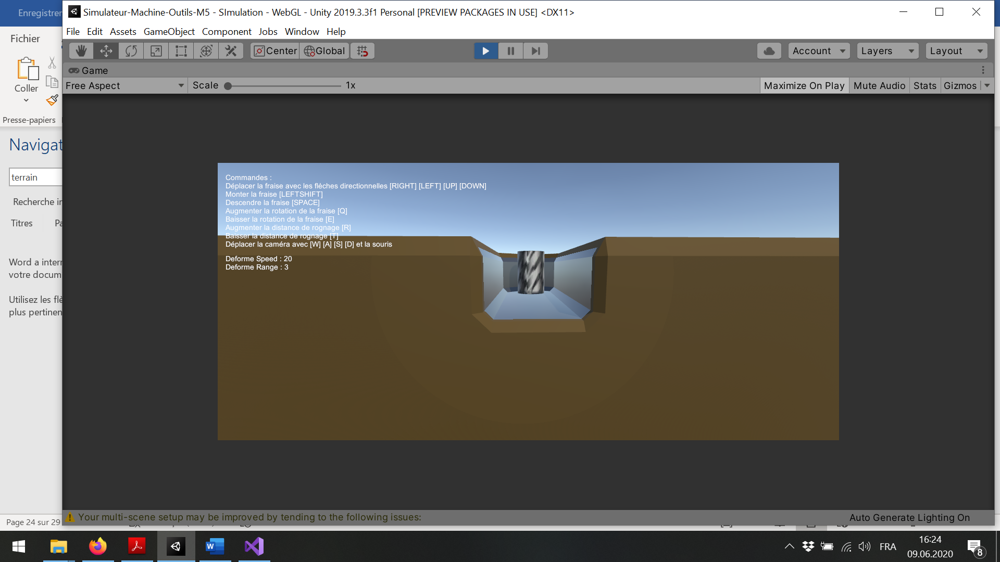 Enregistrer
Simulateur-Machine-Outils-M5 - SImulation - WebGL - Unity 2019.3.3f1 Personal [PREVIEW PACKAGES IN USE] <DX11>
Fichier
File Edit Assets GameObject Component Jobs Window Help
Center Global Account Layers Layout
Game
Free Aspect Scale 1x Maximize On Play Mute Audio Stats Gizmos
Coller
Presse-papiers
Navigat
terrain
Recherche in
Titres Pa
Word a inter
votre docum
Utilisez les flè
plus pertinen
Commandes :
Déplacer la fraise avec les flèches directionnelles [RIGHT] [LEFT] [UP] [DOWN]
Monter la fraise [LEFTSHIFT]
Descendre la fraise [SPACE]
Augmenter la rotation de la fraise [Q]
Baisser la rotation de la fraise [E]
Augmenter la distance de rognage [R]
Baisser la distance de rognage [T]
Déplacer la caméra avec [W] [A] [S] [D] et la souris
Deforme Speed : 20
Deforme Range : 3
Your multi-scene setup may be improved by tending to the following issues:
Auto Generate Lighting On
Page 24 sur 29
FRA
16:24
09.06.2020
8